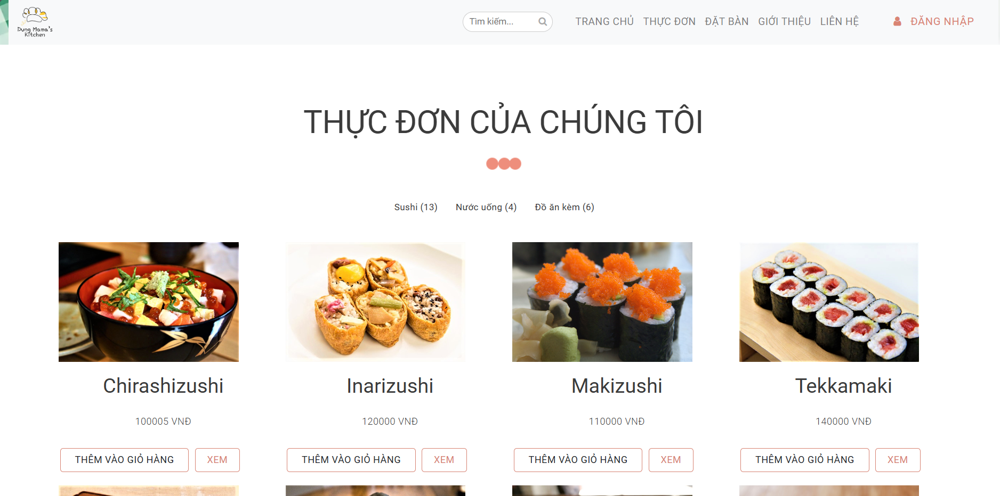 Dung Mama's
Kitchen
Tìm kiếm...
TRANG CHỦ THỰC ĐƠN ĐẶT BÀN GIỚI THIỆU LIÊN HỆ
ĐĂNG NHẬP
THỰC ĐƠN CỦA CHÚNG TÔI
Sushi (13) Nước uống (4) Đồ ăn kèm (6)
Chirashizushi Inarizushi Makizushi Tekkamaki
100005 VNĐ 120000 VNĐ 110000 VNĐ 140000 VNĐ
THÊM VÀO GIỎ HÀNG XEM THÊM VÀO GIỎ HÀNG XEM THÊM VÀO GIỎ HÀNG XEM THÊM VÀO GIỎ HÀNG XEM